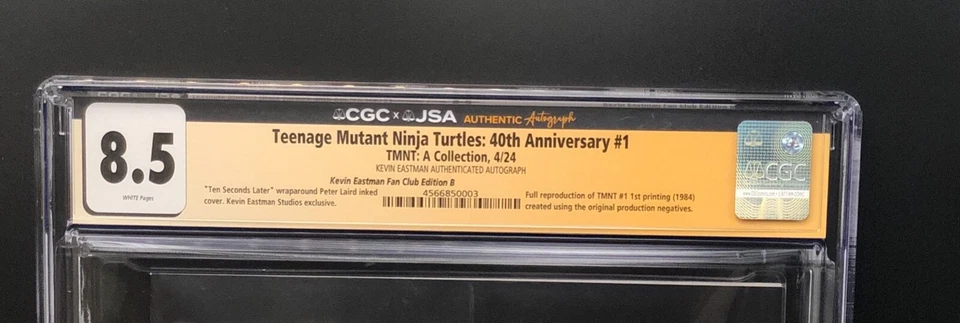 CGC x JSA AUTHENTIC Autograph
8.5
WHITE Pages
Teenage Mutant Ninja Turtles: 40th Anniversary #1
TMNT: A Collection, 4/24
KEVIN EASTMAN AUTHENTICATED AUTOGRAPH
Kevin Eastman Fan Club Edition B
4566850003
"Ten Seconds Later" wraparound Peter Laird inked
cover. Kevin Eastman Studios exclusive.
Full reproduction of TMNT #1 1st printing (1984)
created using the original production negatives.
CGC